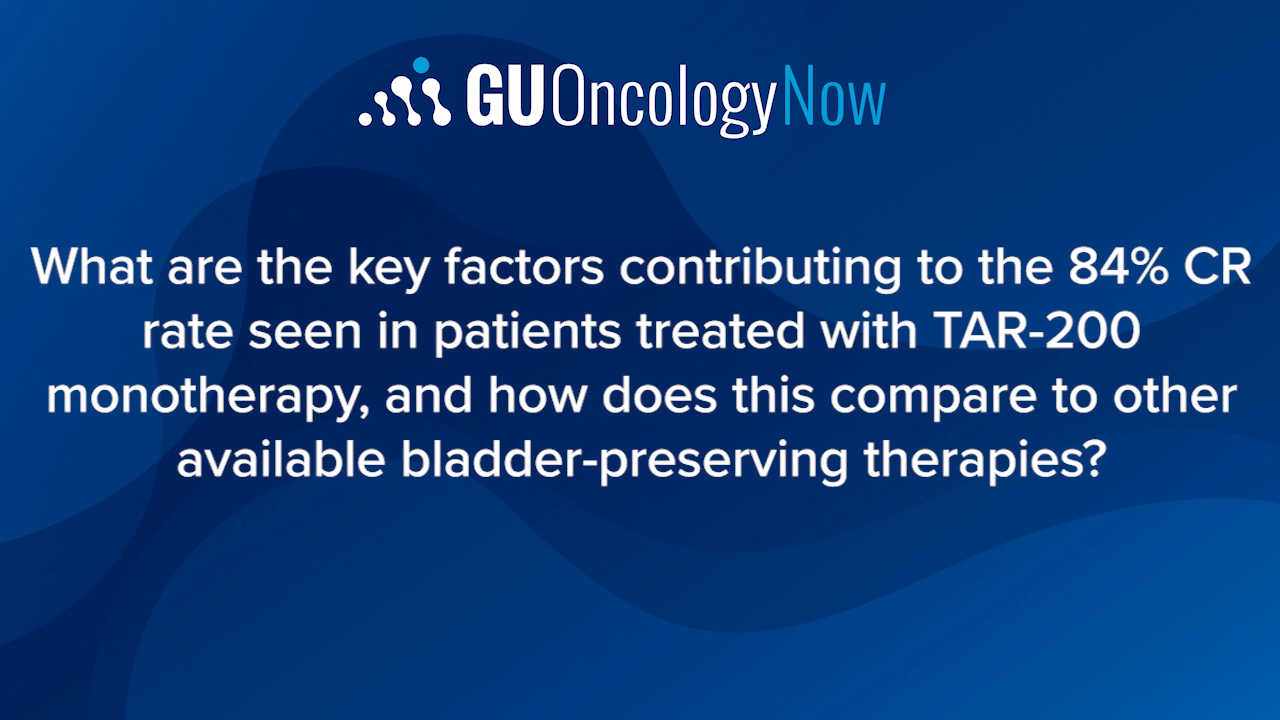 GUOncologyNow
What are the key factors contributing to the 84% CR
rate seen in patients treated with TAR-200
monotherapy, and how does this compare to other
available bladder-preserving therapies?